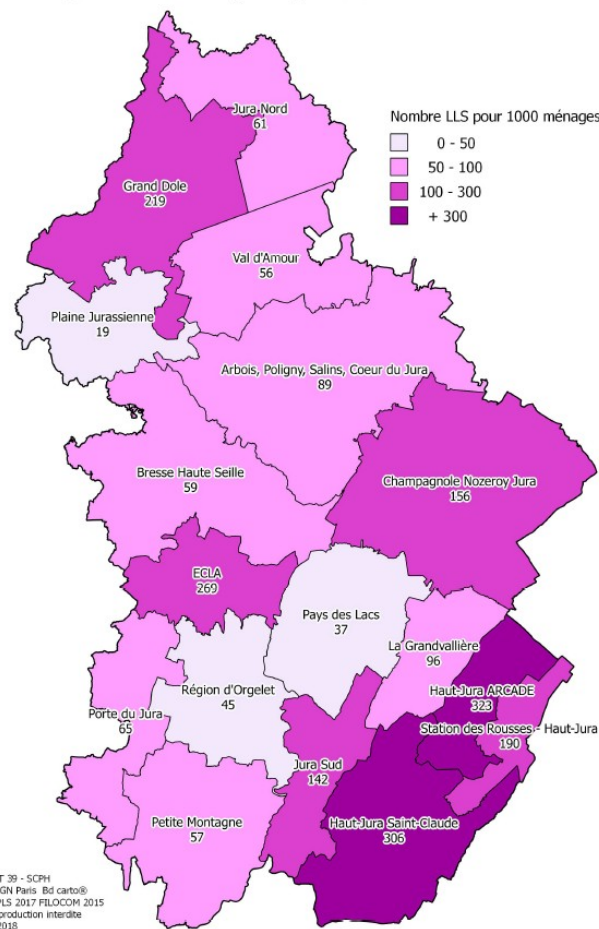 Jura Nord
61
Nombre LLS pour 1000 ménages
0 - 50
50 - 100
100 - 300
+ 300
Grand Dole
219
Val d'Amour
56
Plaine Jurassienne
19
Arbois, Poligny, Salins, Coeur du Jura
89
Bresse Haute Seille
59
Champagnole Nozeroy Jura
156
ECLA
269
Pays des Lacs
37
La Grandvallière
96
Région d'Orgelet
45
Haut-Jura ARCADE
323
Porte du Jura
65
Station des Rousses - Haut-Jura
190
Jura Sud
142
Petite Montagne
57
Haut-Jura Saint-Claude
306
T 39 - SCPH
GN Paris Bd carto®
PLS 2017 FILOCOM 2015
production interdite
2018